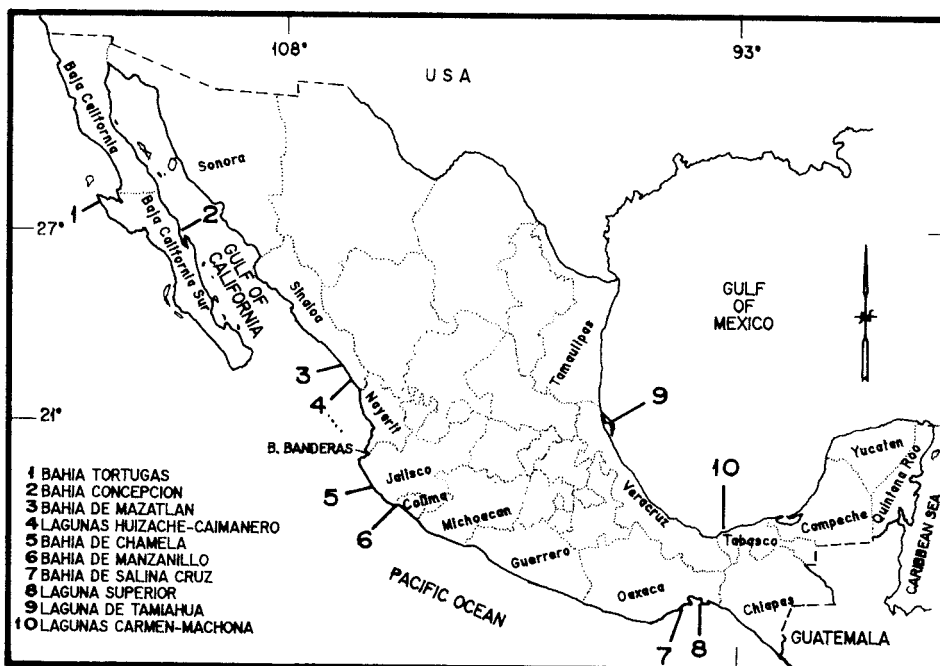 108°
93°
USA
Baja California
Sonora
1
2
27°
Baja California Sur
GULF OF
CALIFORNIA
Sinaloa
GULF
OF
MEXICO
Tamaulipas
3
4
21°
Nayarit
9
B. BANDERAS
Jalisco
5
Colima
6
Michoacan
Veracruz
10
Yucatan
Quintana Roo
Campeche
Tabasco
CARIBBEAN SEA
Guerrero
Oaxaca
Chiapas
PACIFIC OCEAN
7
8
GUATEMALA
1 BAHIA TORTUGAS
2 BAHIA CONCEPCION
3 BAHIA DE MAZATLAN
4 LAGUNAS HUIZACHE-CAIMANERO
5 BAHIA DE CHAMELA
6 BAHIA DE MANZANILLO
7 BAHIA DE SALINA CRUZ
8 LAGUNA SUPERIOR
9 LAGUNA DE TAMIAHUA
10 LAGUNAS CARMEN-MACHONA